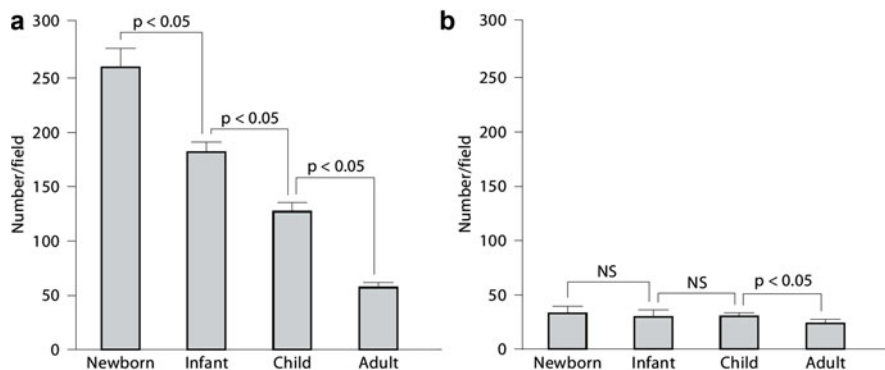 a
300
250
200
150
100
50
0
Number/field
p < 0.05
p < 0.05
p < 0.05
Newborn Infant Child Adult
b
300
250
200
150
100
50
0
Number/field
NS
NS
p < 0.05
Newborn Infant Child Adult